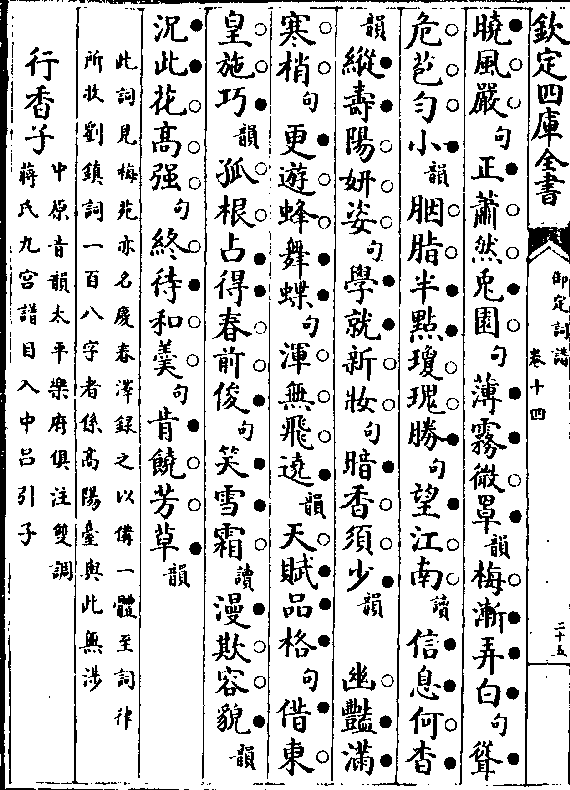 欽定四庫全書 御定詞譜 卷十四 二十五
曉風嚴句正蕭然兎園句薄霧微罩韻梅漸弄白句聳
危苞勻小韻胭脂半點瓊瑰勝句望江南讀信息何杳
韻縱壽陽妍姿句學就新妝句暗香須少韻 幽豔滿
寒梢句更遊蜂舞蝶句渾無飛遶韻天賦品格句借東
皇施巧韻孤根占得春前俊句笑雪霜讀漫欺容貌韻
況此花高强句終待和羹句肯饒芳草韻
此詞見梅苑亦名慶春澤錄之以備一體至詞律
所收劉鎮詞一百八字者係高陽臺與此無涉
行香子
中原音韻太平樂府俱注雙調
蔣氏九宮譜目入中呂引子